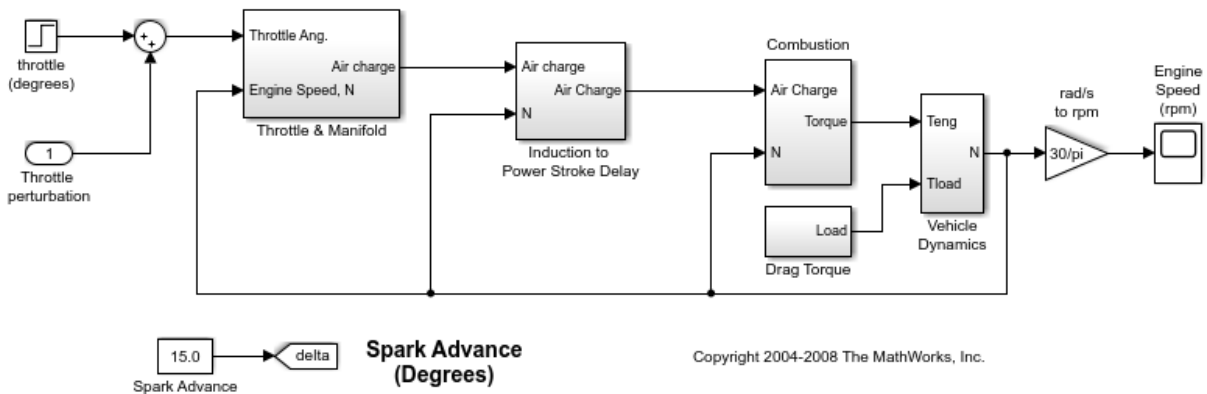 throttle
(degrees)
+
+
1
Throttle
perturbation
Throttle Ang.
Air charge
Engine Speed, N
Throttle & Manifold
Air charge
Air Charge
N
Induction to
Power Stroke Delay
Combustion
Air Charge
Torque
N
Load
Drag Torque
Teng
N
Tload
Vehicle
Dynamics
rad/s
to rpm
30/pi
Engine
Speed
(rpm)
15.0
Spark Advance
delta
Spark Advance
(Degrees)
Copyright 2004-2008 The MathWorks, Inc.